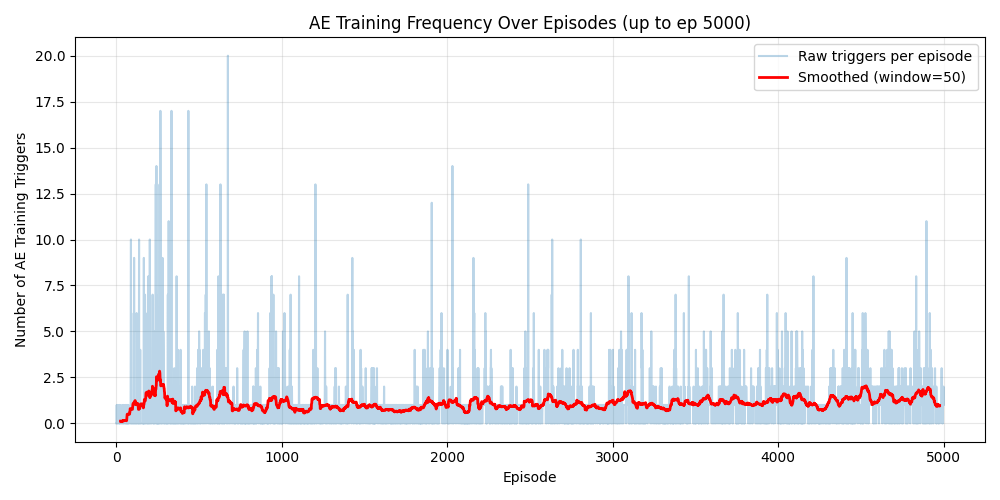 AE Training Frequency Over Episodes (up to ep 5000)
Raw triggers per episode
Smoothed (window=50)
Number of AE Training Triggers
20.0
17.5
15.0
12.5
10.0
7.5
5.0
2.5
0.0
0 1000 2000 3000 4000 5000
Episode